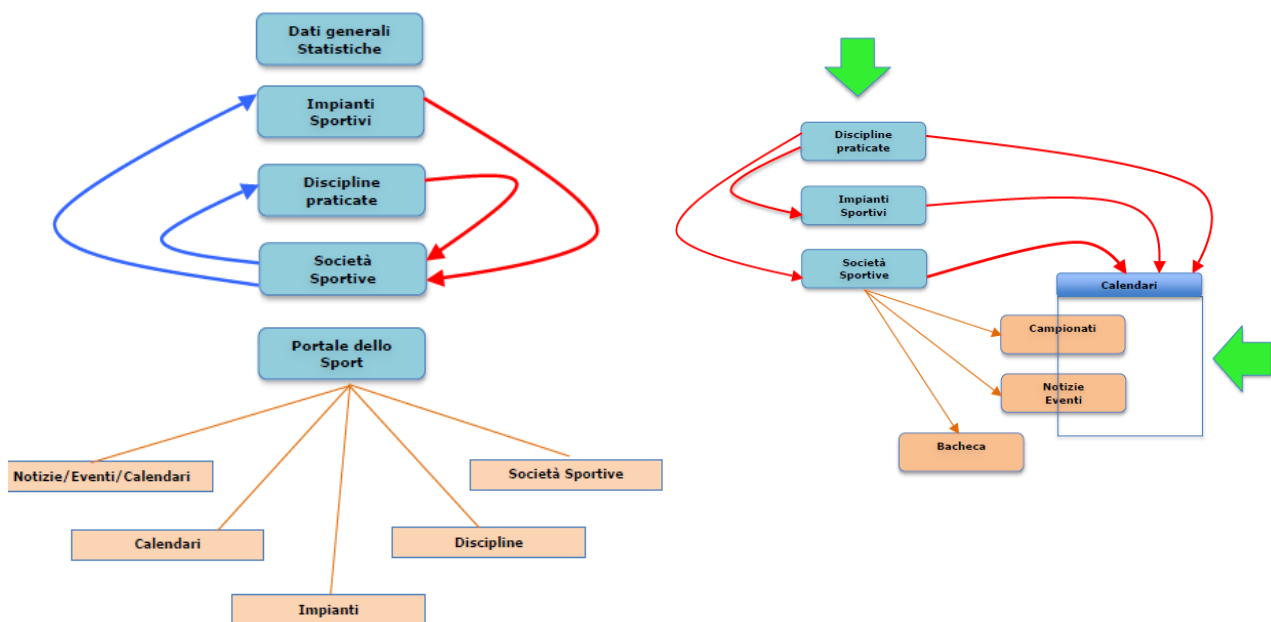 Dati generali
Statistiche
Impianti
Sportivi
Discipline
praticate
Società
Sportive
Portale dello
Sport
Notizie/Eventi/Calendari
Società Sportive
Calendari
Discipline
Impianti
Discipline
praticate
Impianti
Sportivi
Società
Sportive
Calendari
Campionati
Notizie
Eventi
Bacheca